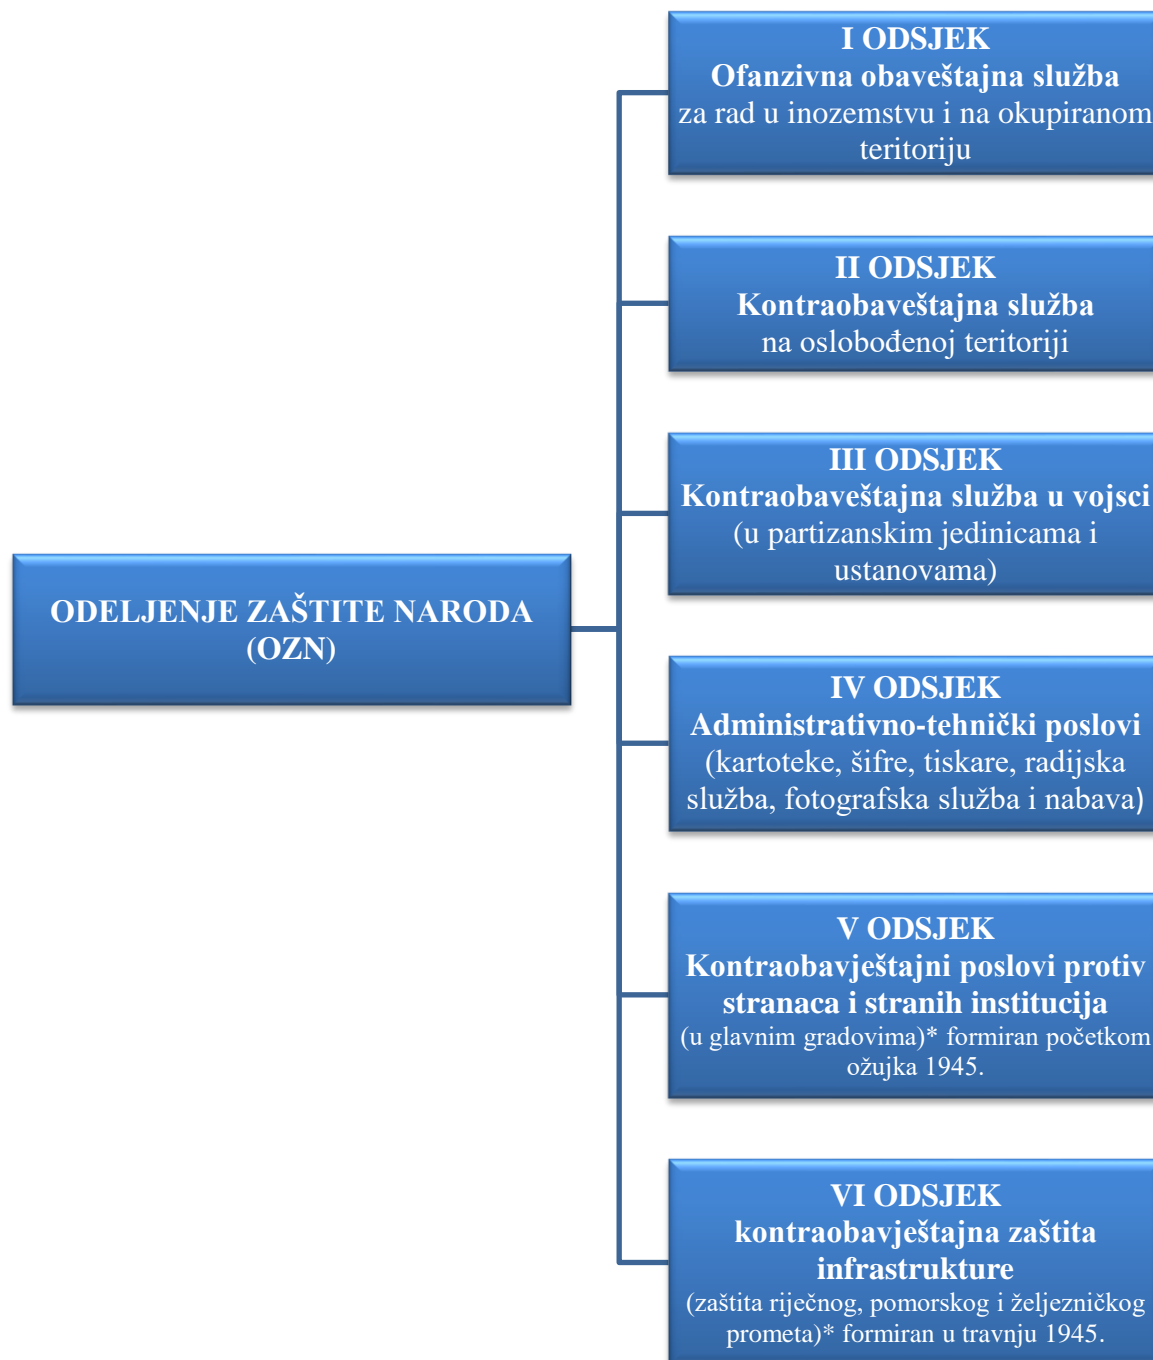 I ODSJEK
Ofanzivna obaveštajna služba
za rad u inozemstvu i na okupiranom
teritoriju
II ODSJEK
Kontraobaveštajna služba
na oslobođenoj teritoriji
III ODSJEK
Kontraobaveštajna služba u vojsci
(u partizanskim jedinicama i
ustanovama)
ODELJENJE ZAŠTITE NARODA
(OZN)
IV ODSJEK
Administrativno-tehnički poslovi
(kartoteke, šifre, tiskare, radijska
služba, fotografska služba i nabava)
V ODSJEK
Kontraobavještajni poslovi protiv
stranaca i stranih institucija
(u glavnim gradovima)* formiran početkom
ožujka 1945.
VI ODSJEK
kontraobavještajna zaštita
infrastrukture
(zaštita riječnog, pomorskog i željezničkog
prometa)* formiran u travnju 1945.